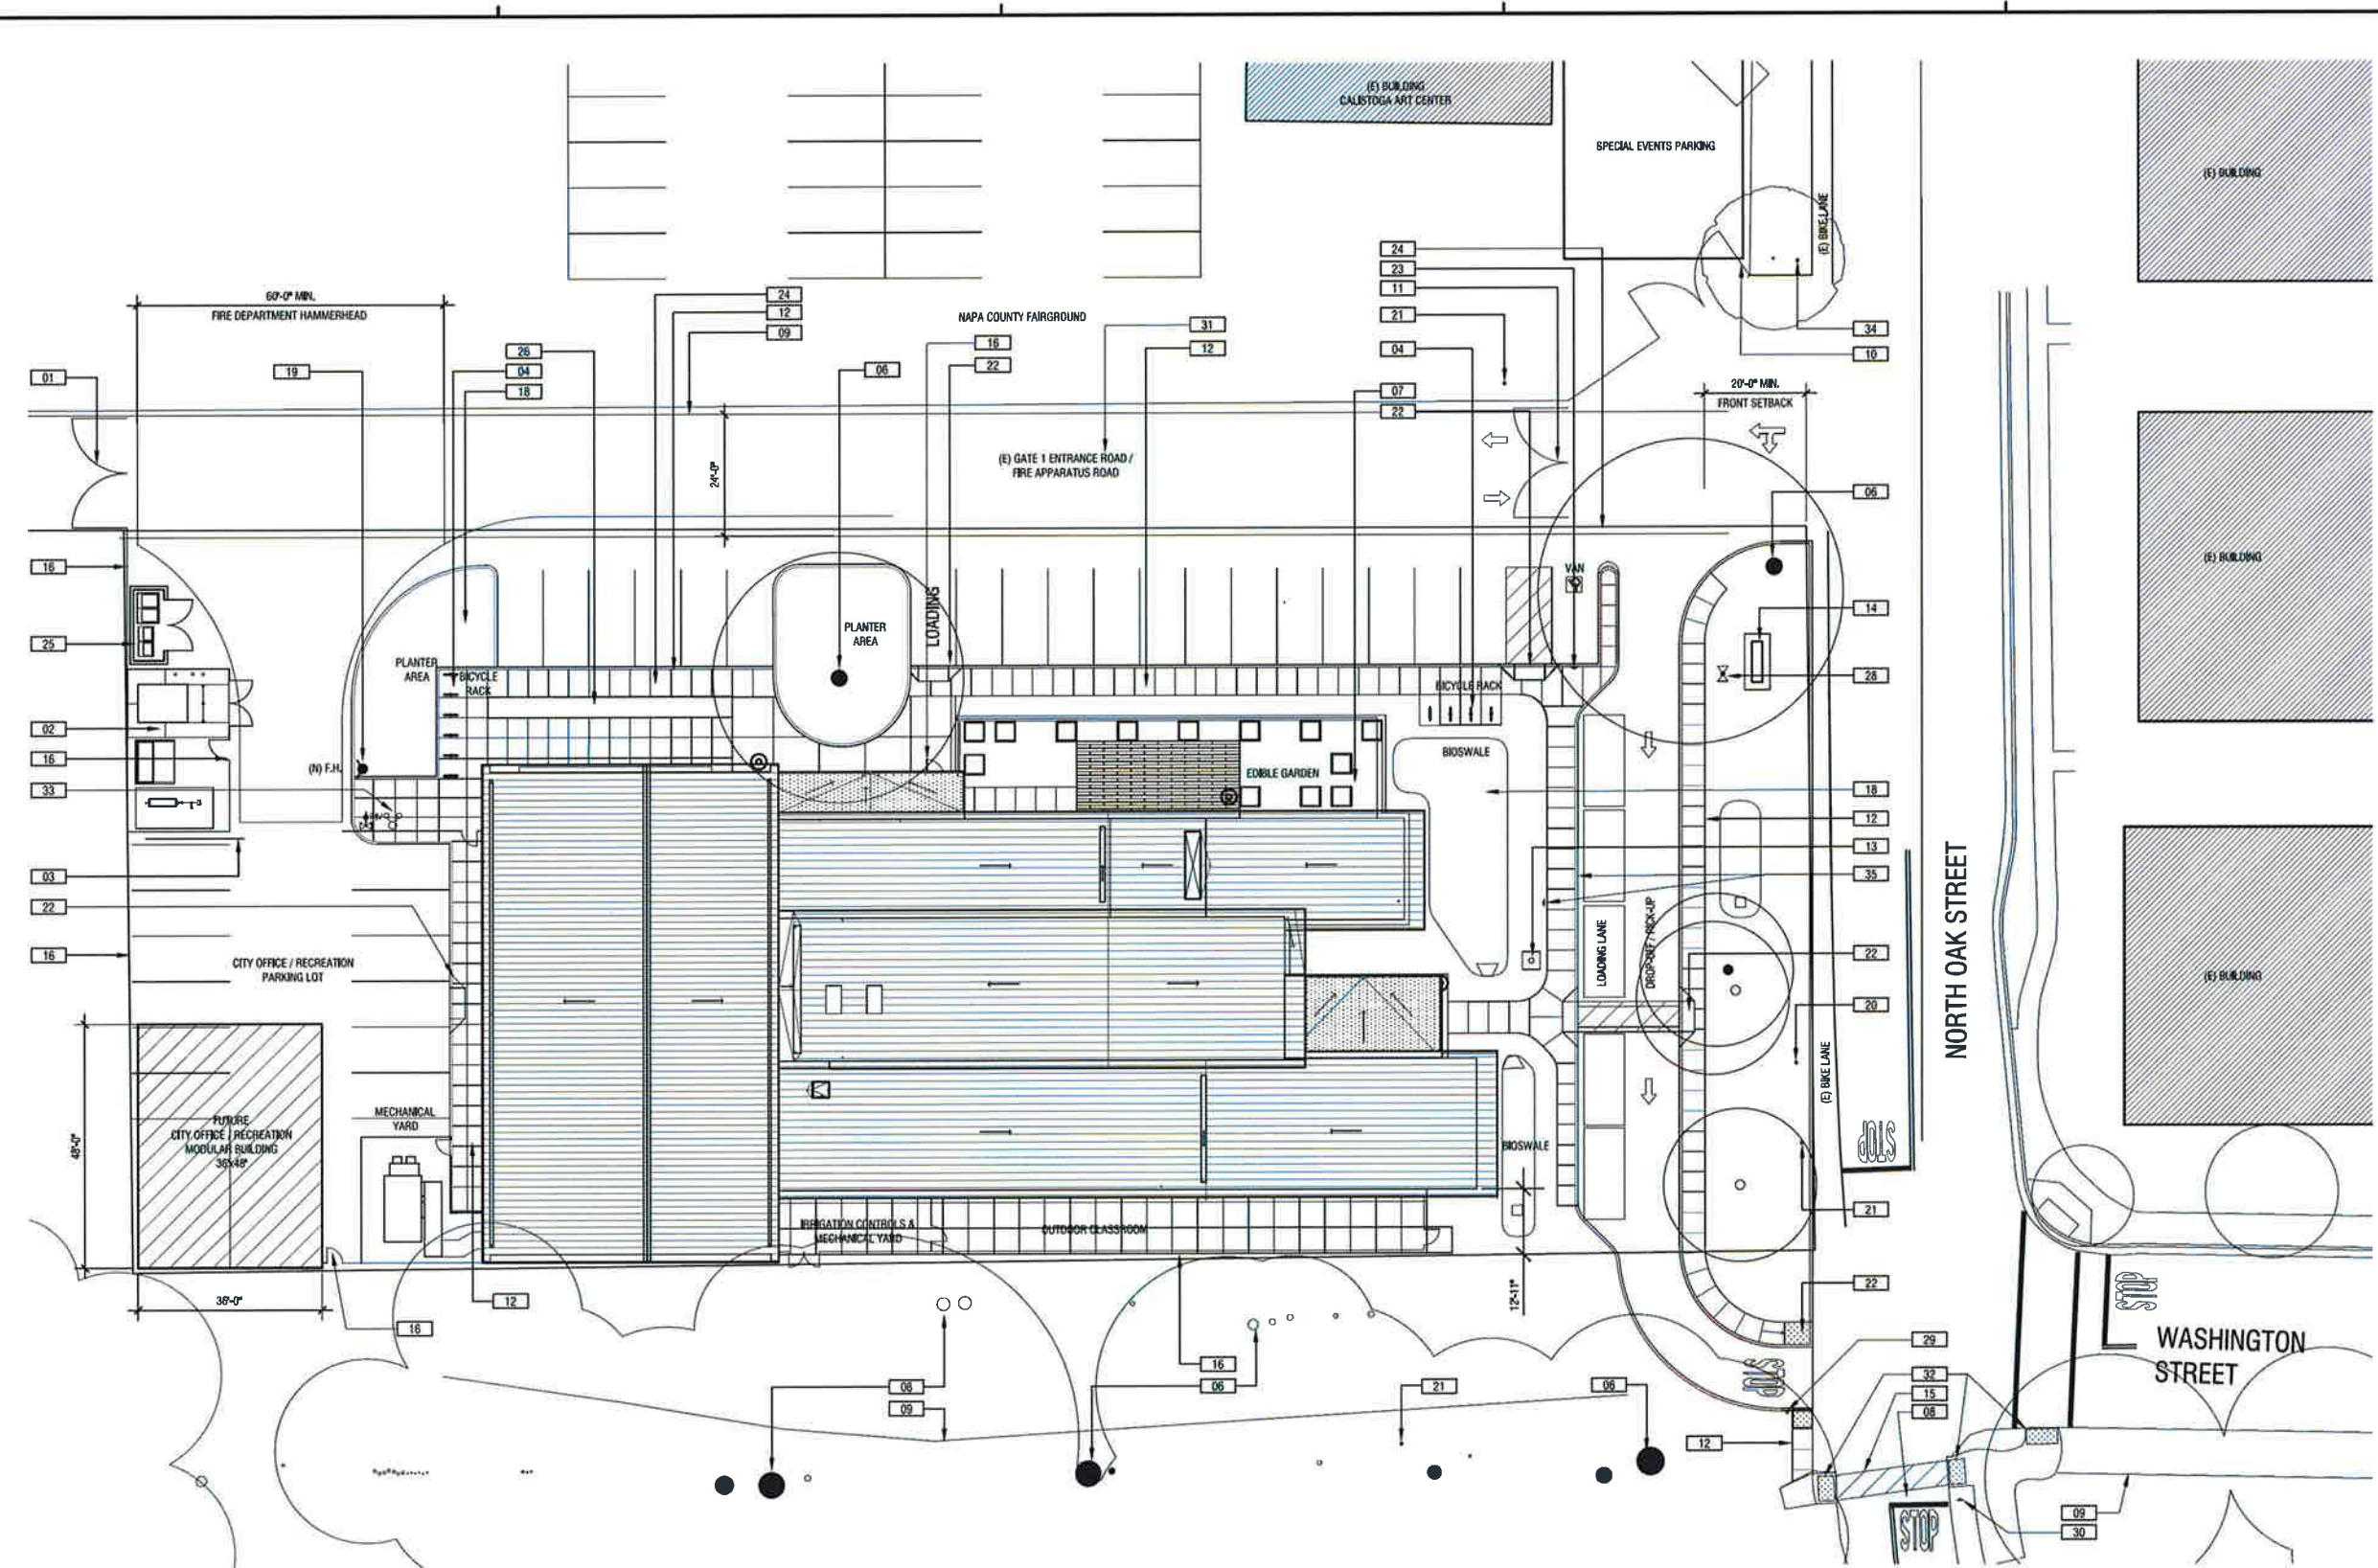 (E) BUILDING
CALISTOGA ART CENTER
SPECIAL EVENTS PARKING
(E) BUILDING
(E) BIKE LANE
60'-0" MIN.
FIRE DEPARTMENT HAMMERHEAD
24
12
09
NAPA COUNTY FAIRGROUND
31
12
16
22
24
23
11
21
04
07
22
34
10
01
19
26
04
18
06
20'-0" MIN.
FRONT SETBACK
24'-0"
(E) GATE 1 ENTRANCE ROAD /
FIRE APPARATUS ROAD
06
(E) BUILDING
16
25
02
16
33
03
22
16
VAN
LOADING
PLANTER
AREA
PLANTER
AREA
BICYCLE
RACK
BICYCLE RACK
BIOSWALE
EDIBLE GARDEN
(N) F.H.
14
28
18
12
13
35
22
20
21
22
LOADING LANE
DROP-OFF / PICK-UP
NORTH OAK STREET
(E) BUILDING
(E) BIKE LANE
CITY OFFICE / RECREATION
PARKING LOT
48'-0"
FUTURE
CITY OFFICE / RECREATION
MODULAR BUILDING
36'x48'
MECHANICAL
YARD
BIOSWALE
STOP
IRRIGATION CONTROLS &
MECHANICAL YARD
OUTDOOR CLASSROOM
12'-11"
36'-0"
12
16
STOP
WASHINGTON
STREET
29
32
15
08
16
06
06
09
21
06
STOP
12
STOP
09
30